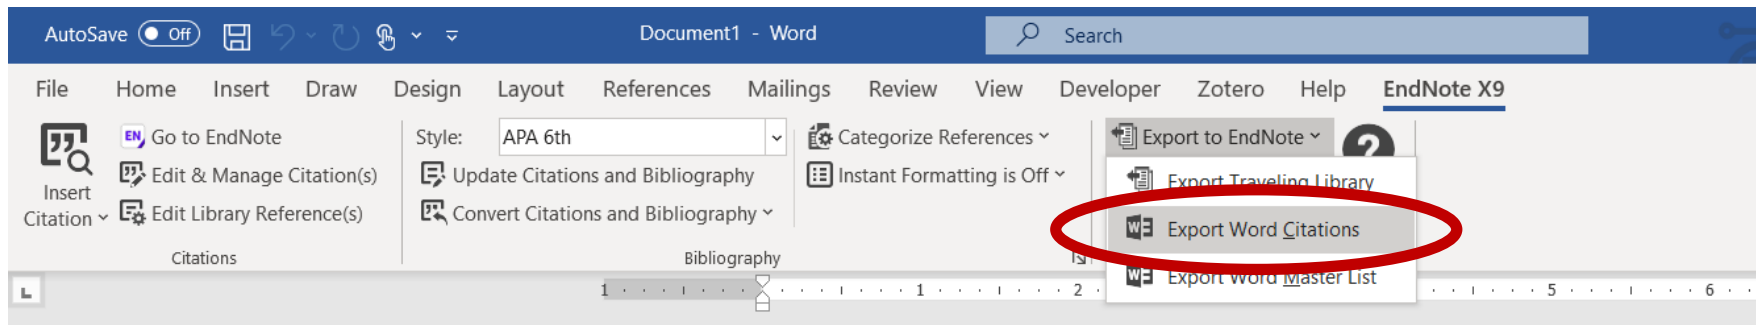 AutoSave Off Document1 - Word Search
File Home Insert Draw Design Layout References Mailings Review View Developer Zotero Help EndNote X9
Insert Citation
EN Go to EndNote
Edit & Manage Citation(s)
Edit Library Reference(s)
Citations
Style: APA 6th
Update Citations and Bibliography
Convert Citations and Bibliography
Bibliography
Categorize References
Instant Formatting is Off
Export to EndNote
?
Export Traveling Library
W Export Word Citations
W Export Word Master List
L
1 1 2 5 6